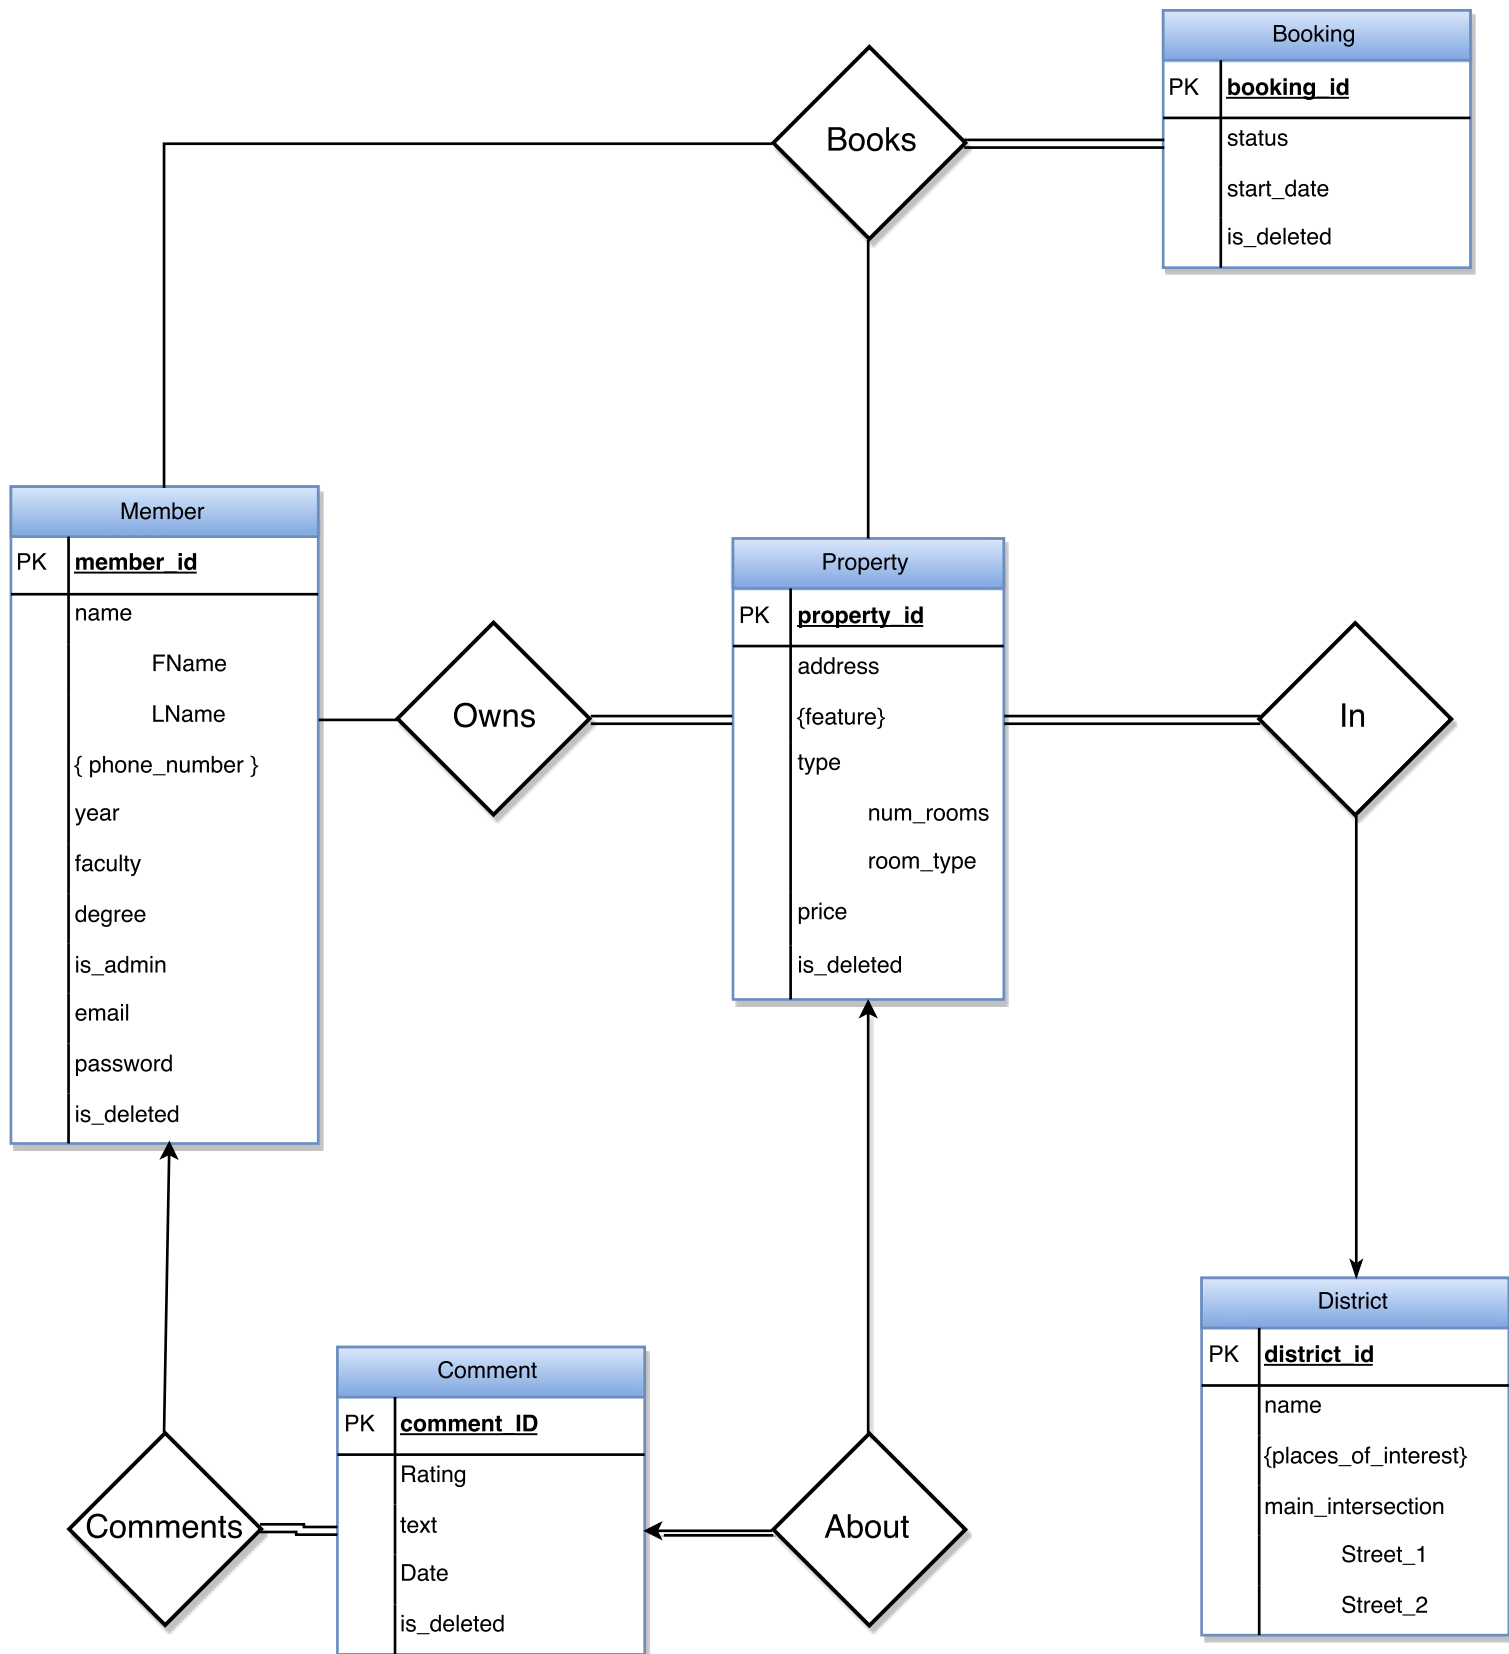 Booking
PK booking_id
status
start_date
is_deleted
Books
Member
PK member_id
name
FName
LName
{ phone_number }
year
faculty
degree
is_admin
email
password
is_deleted
Owns
Property
PK property_id
address
{feature}
type
num_rooms
room_type
price
is_deleted
In
Comments
Comment
PK comment_ID
Rating
text
Date
is_deleted
About
District
PK district_id
name
{places_of_interest}
main_intersection
Street_1
Street_2